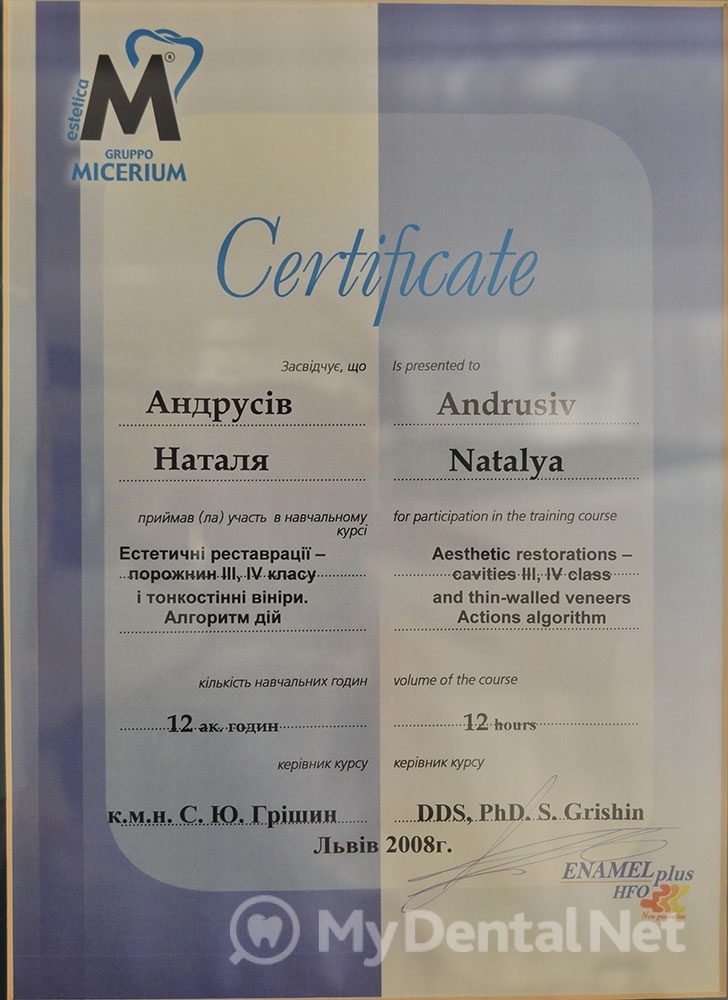 estetica
M®
GRUPPO
MICERIUM
Certificate
Засвідчує, що
Андрусів
Наталя
приймав (ла) участь в навчальному
курсі
Естетичні реставрації –
порожнин III, IV класу
і тонкостінні вініри.
Алгоритм дій
кількість навчальних годин
12 ак. годин
керівник курсу
к.м.н. С. Ю. Грішин
Is presented to
Andrusiv
Natalya
for participation in the training course
Aesthetic restorations –
cavities III, IV class
and thin-walled veneers
Actions algorithm
volume of the course
12 hours
керівник курсу
DDS, PhD. S. Grishin
Львів 2008г.
ENAMEL plus
HFO
New generation
MyDentalNet